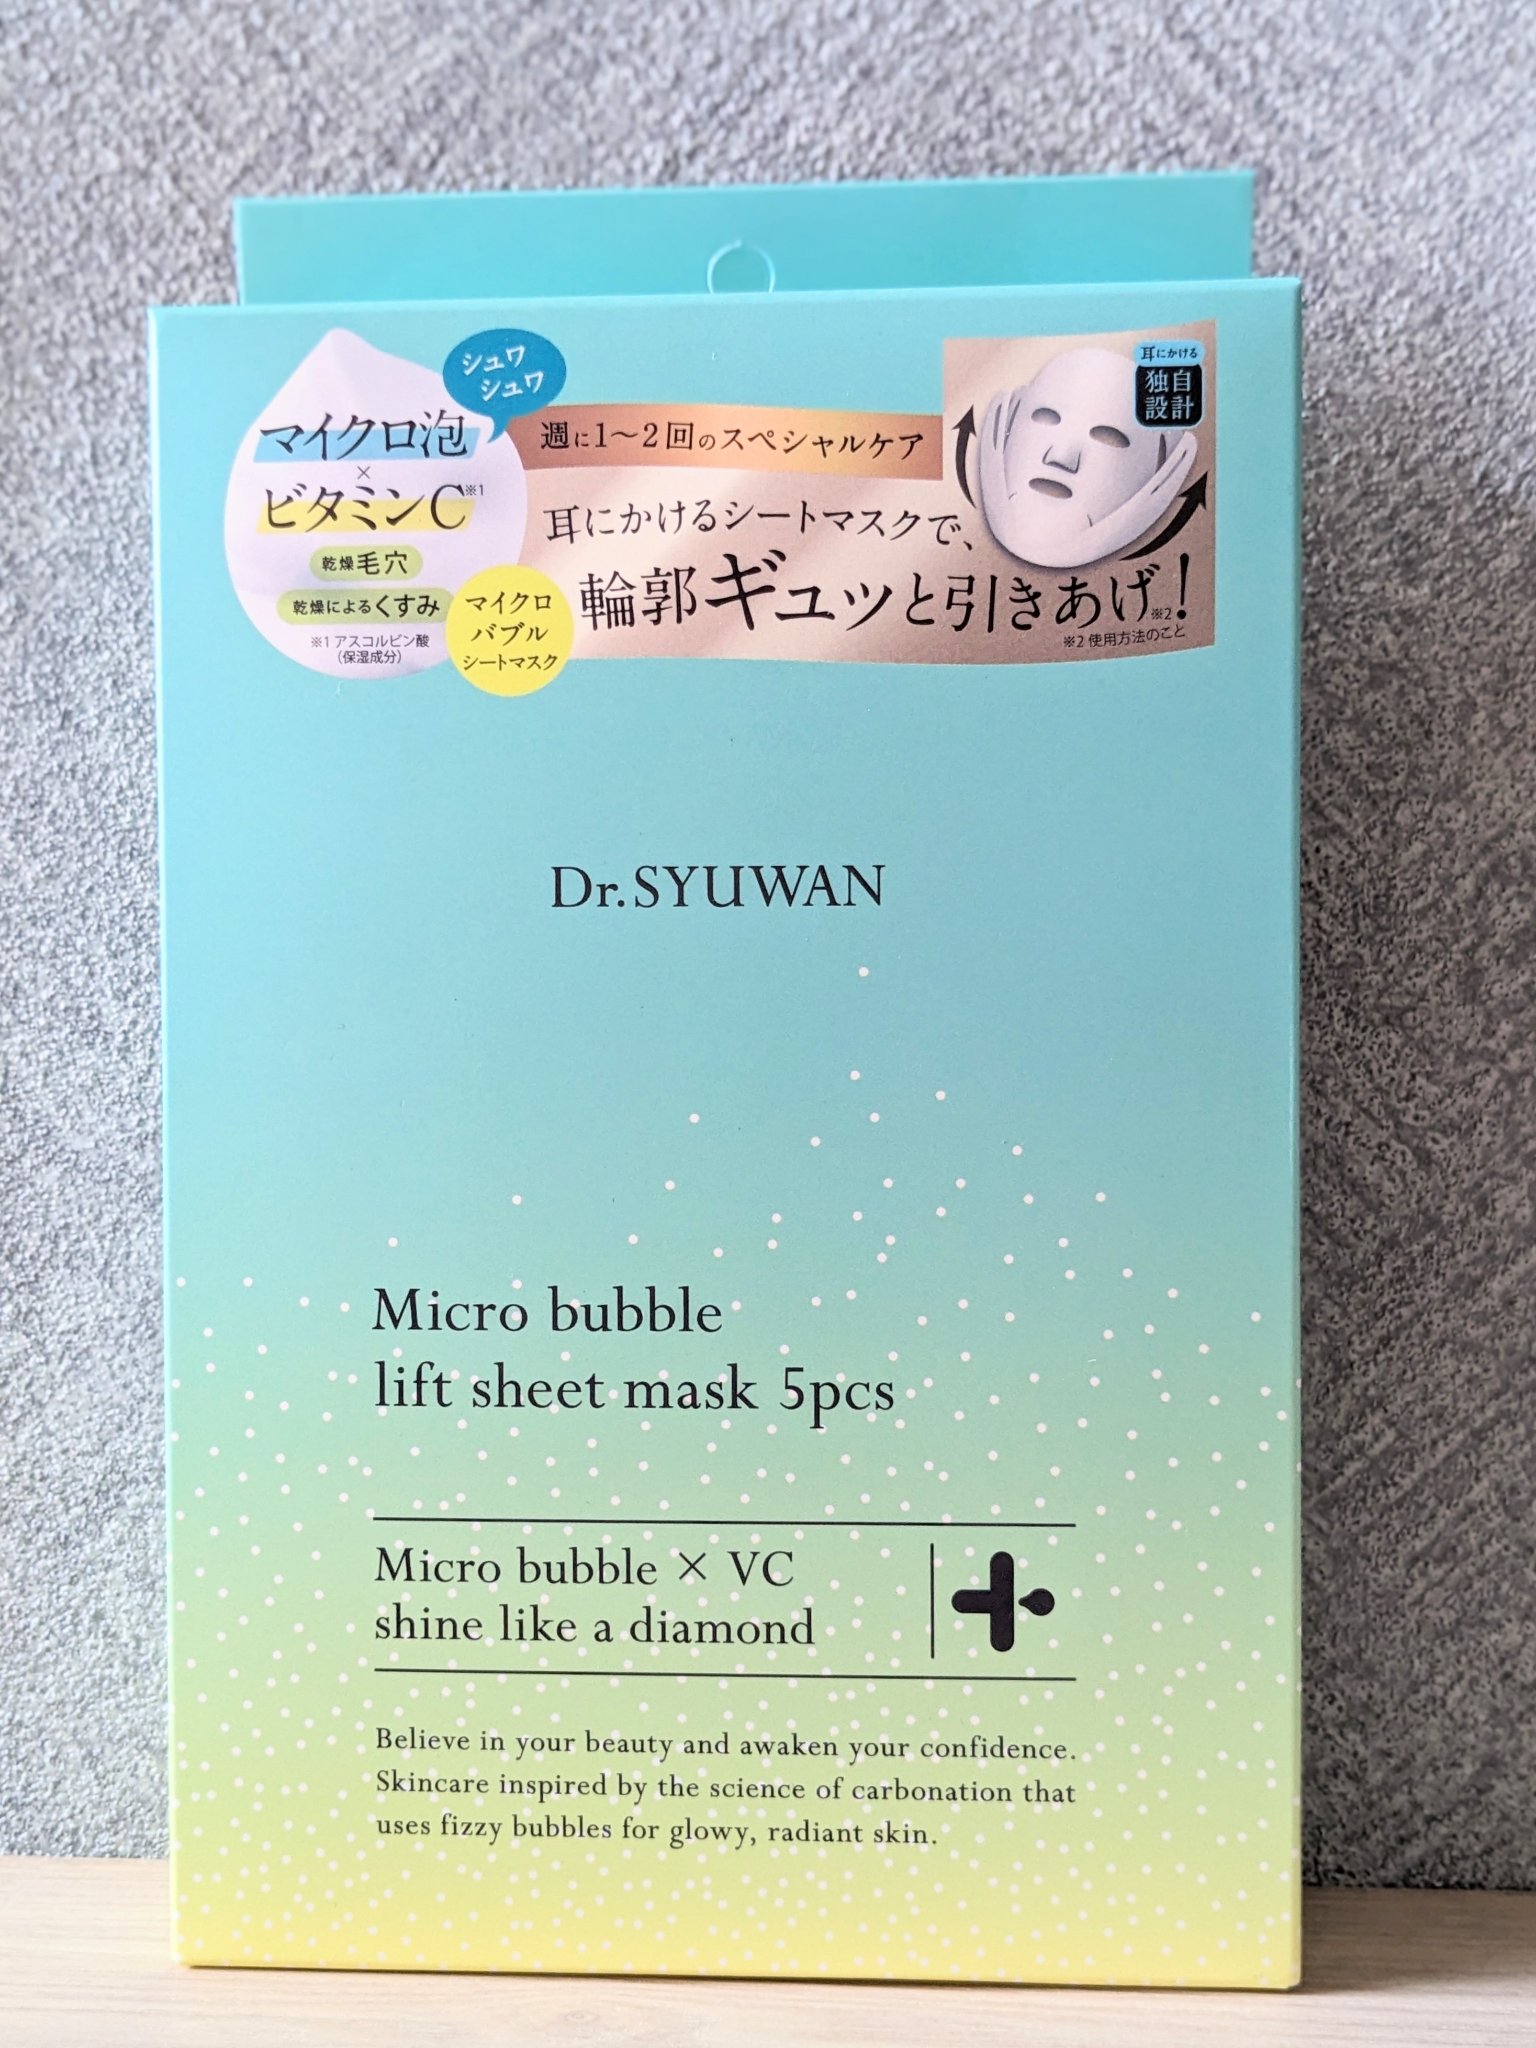 シュワ
シュワ
マイクロ泡
×
ビタミンC※1
乾燥毛穴
乾燥によるくすみ
※1 アスコルビン酸
(保湿成分)
マイクロ
バブル
シートマスク
週に1〜2回のスペシャルケア
耳にかける
独自
設計
耳にかけるシートマスクで、
輪郭ギュッと引きあげ※2!
※2 使用方法のこと
Dr.SYUWAN
Micro bubble
lift sheet mask 5pcs
Micro bubble × VC
shine like a diamond
Believe in your beauty and awaken your confidence.
Skincare inspired by the science of carbonation that
uses fizzy bubbles for glowy, radiant skin.